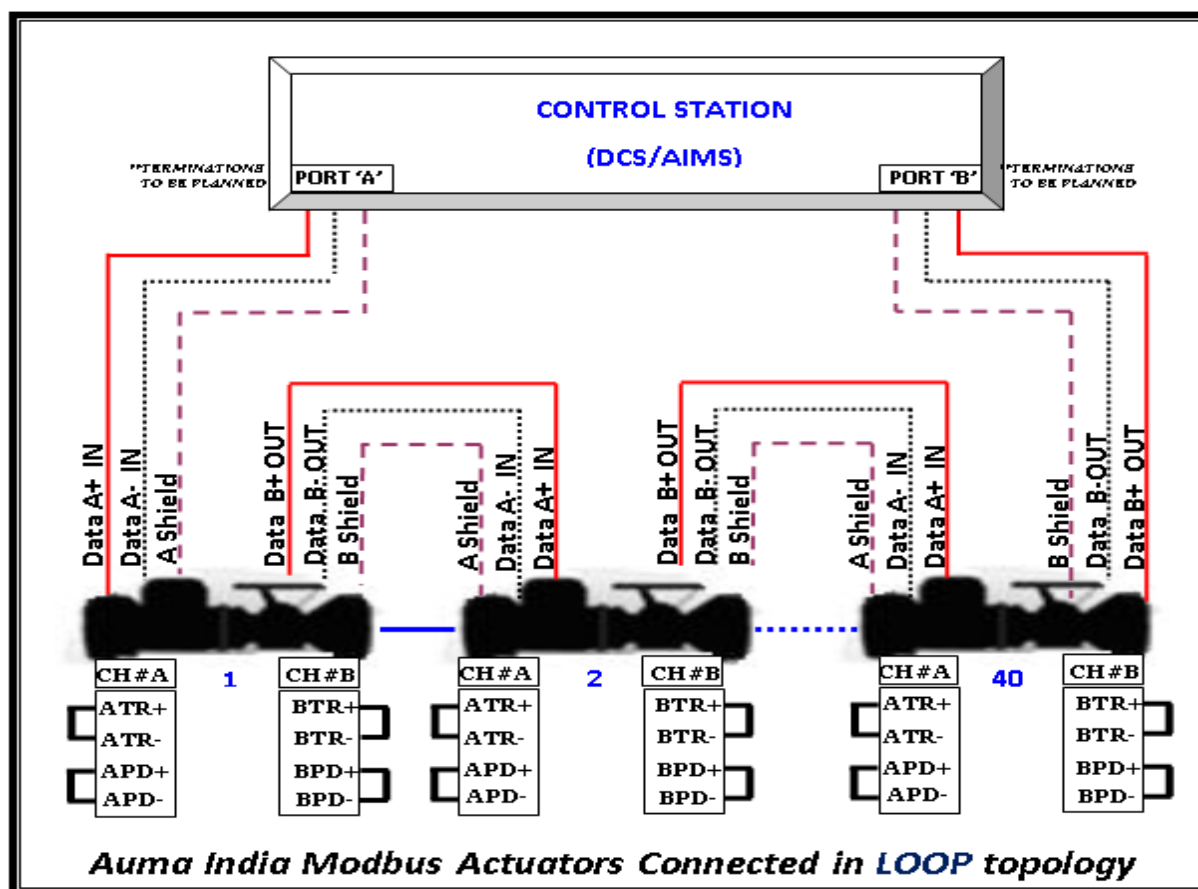 CONTROL STATION
(DCS/AIMS)
"TERMINATIONS
TO BE PLANNED
PORT 'A'
PORT 'B'
"TERMINATIONS
TO BE PLANNED
Data A+ IN
Data A- IN
A Shield
Data B+ OUT
Data B- OUT
B Shield
A Shield
Data A- IN
Data A+ IN
Data B+ OUT
Data B- OUT
B Shield
A Shield
Data A- IN
Data A+ IN
B Shield
Data B-OUT
Data B+ OUT
CH#A
1
CH#B
CH#A
2
CH#B
CH#A
40
CH#B
ATR+
ATR-
APD+
APD-
BTR+
BTR-
BPD+
BPD-
ATR+
ATR-
APD+
APD-
BTR+
BTR-
BPD+
BPD-
ATR+
ATR-
APD+
APD-
BTR+
BTR-
BPD+
BPD-
Auma India Modbus Actuators Connected in LOOP topology